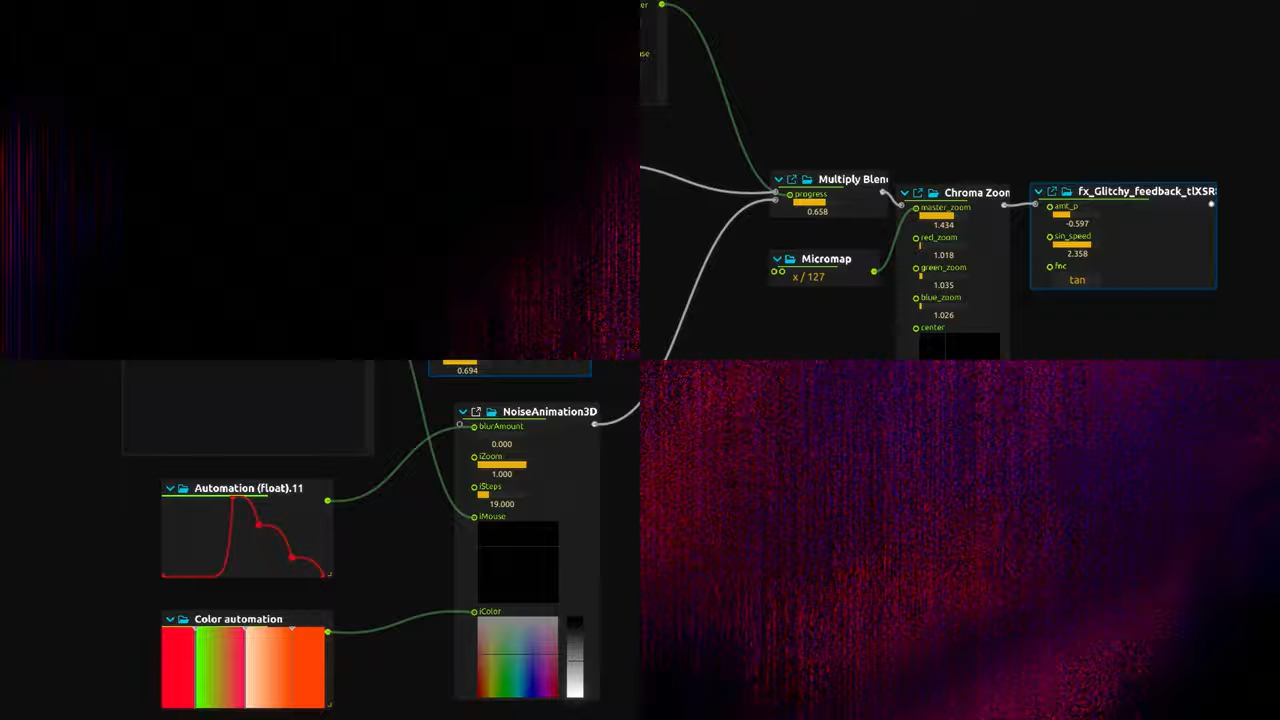 er
se
Multiply Blen
progress
0.658
Chroma Zoon
master_zoom
1.434
red_zoom
1.018
green_zoom
1.035
blue_zoom
1.026
center
fx_Glitchy_feedback_tlXSR
amt_p
-0.597
sin_speed
2.358
fnc
tan
Micromap
x / 127
0.694
NoiseAnimation3D
blurAmount
0.000
iZoom
1.000
iSteps
19.000
iMouse
iColor
Automation (float).11
Color automation